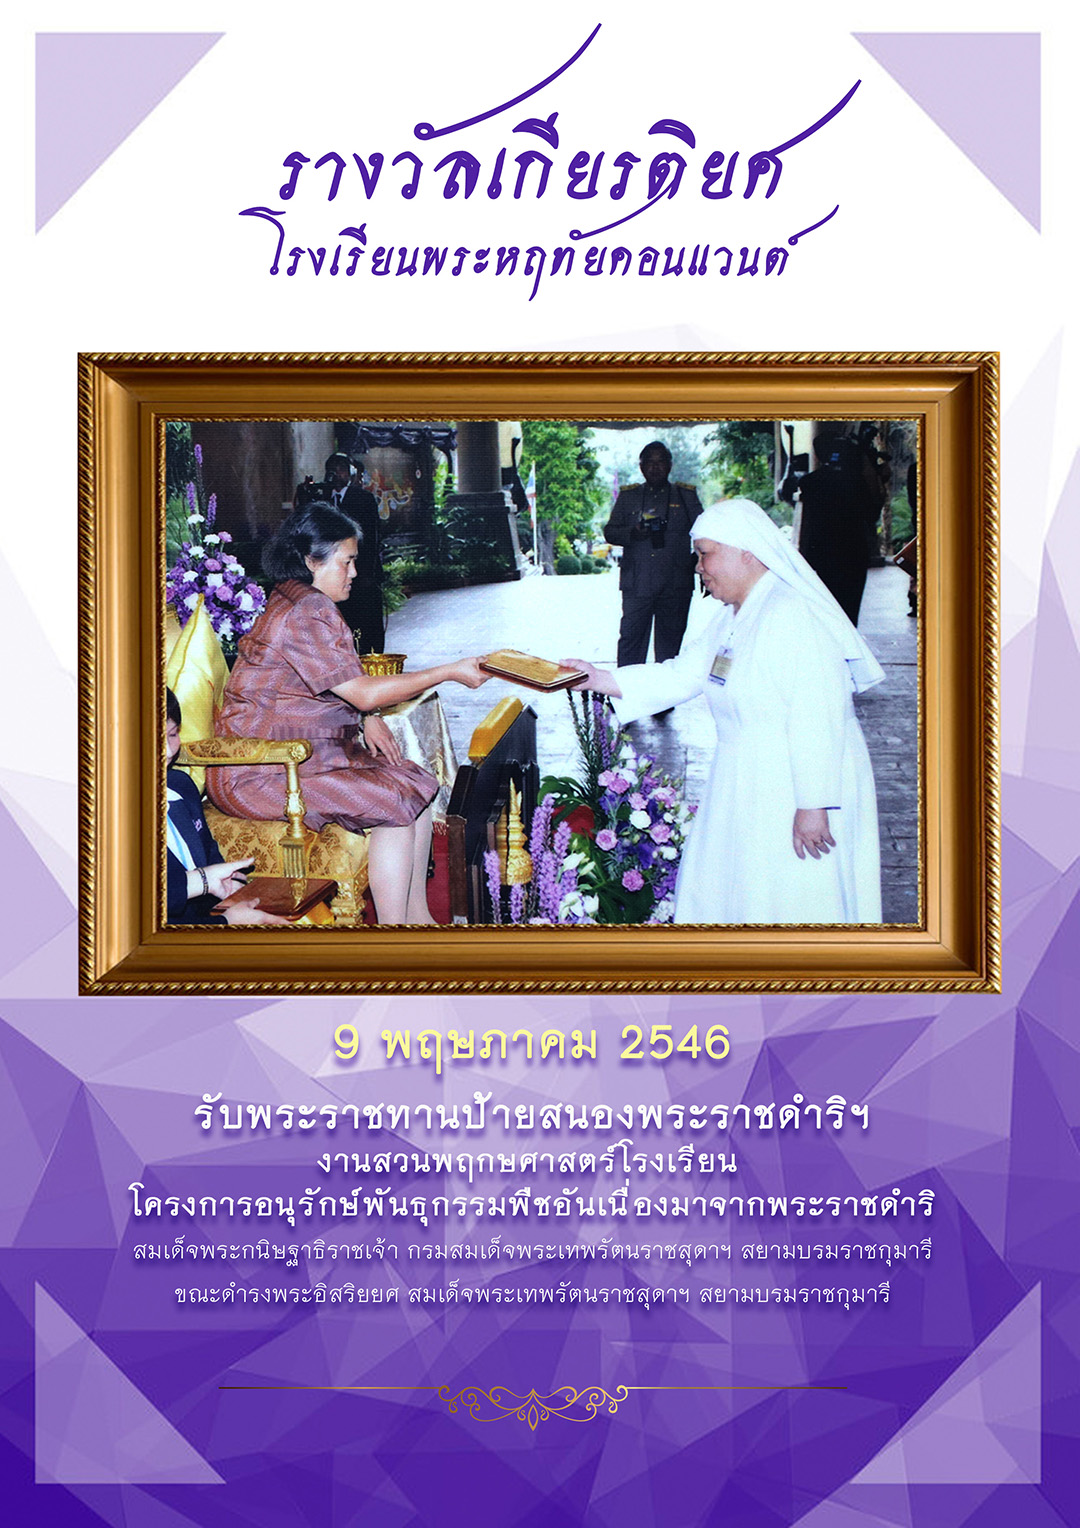 รางวัลเกียรติยศ
โรงเรียนพระหฤทัยคอนแวนต์
9 พฤษภาคม 2546
รับพระราชทานป้ายสนองพระราชดำริฯ
งานสวนพฤกษศาสตร์โรงเรียน
โครงการอนุรักษ์พันธุกรรมพืชอันเนื่องมาจากพระราชดำริ
สมเด็จพระกนิษฐาธิราชเจ้า กรมสมเด็จพระเทพรัตนราชสุดาฯ สยามบรมราชกุมารี
ขณะดำรงพระอิสริยยศ สมเด็จพระเทพรัตนราชสุดาฯ สยามบรมราชกุมารี